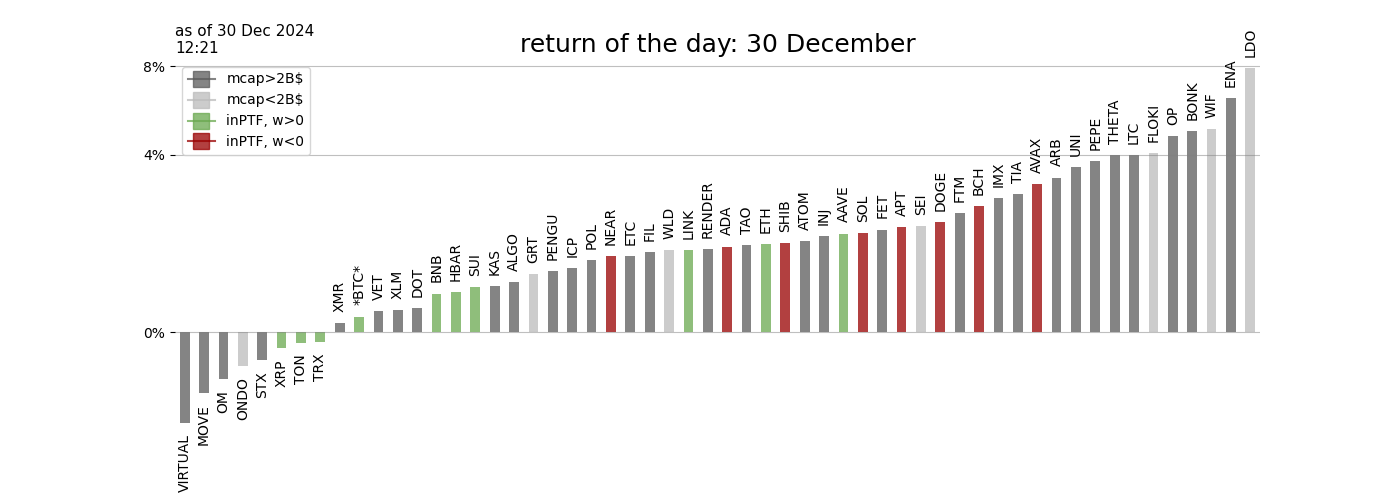 as of 30 Dec 2024
12:21
return of the day: 30 December
8%
4%
0%
mcap>2B$
mcap<2B$
inPTF, w>0
inPTF, w<0
VIRTUAL
MOVE
OM
ONDO
STX
XRP
TON
TRX
XMR
*BTC*
VET
XLM
DOT
BNB
HBAR
SUI
KAS
ALGO
GRT
PENGU
ICP
POL
NEAR
ETC
FIL
WLD
LINK
RENDER
ADA
TAO
ETH
SHIB
ATOM
INJ
AAVE
SOL
FET
APT
SEI
DOGE
FTM
BCH
IMX
TIA
AVAX
ARB
UNI
PEPE
THETA
LTC
FLOKI
OP
BONK
WIF
ENA
LDO